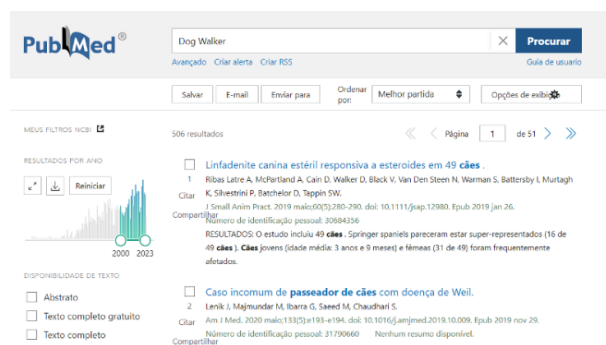 PubMed®
Dog Walker
Procurar
Avançado Criar alerta Criar RSS
Guia de usuario
Salvar E-mail Enviar para Ordenar por: Melhor partida Opções de exibição
MEUS FILTROS NCBI
506 resultados
Página 1 de 51
RESULTADOS POR ANO
Reiniciar
2000 2023
DISPONIBILIDADE DE TEXTO
Abstrato
Texto completo gratuito
Texto completo
Linfadenite canina estéril responsiva a esteroides em 49 cães .
1
Citar
Compartilhar
Ribas Latre A, McPartland A, Cain D. Walker D, Black V, Van Den Steen N, Warman S, Battersby I, Murtagh
K, Silvestrini P, Batchelor D, Tappin SW.
J Small Anim Pract. 2019 maio;60(5):280-290. doi: 10.1111/jsap.12980. Epub 2019 jan 26.
Número de identificação pessoal: 30684356
RESULTADOS: O estudo incluiu 49 cães . Springer spaniels pareceram estar super-representados (16 de
49 cães ). Cães jovens (idade média: 3 anos e 9 meses) e fêmeas (31 de 49) foram frequentemente
afetados.
Caso incomum de passeador de cães com doença de Weil.
2
Citar
Compartilhar
Lenik J, Majmundar M, Ibarra G, Saeed M, Chaudhari S.
Am J Med. 2020 maio;133(5):e193-e194. doi: 10.1016/j.amjmed.2019.10.009. Epub 2019 nov 29.
Número de identificação pessoal: 31790660 Nenhum resumo disponível.